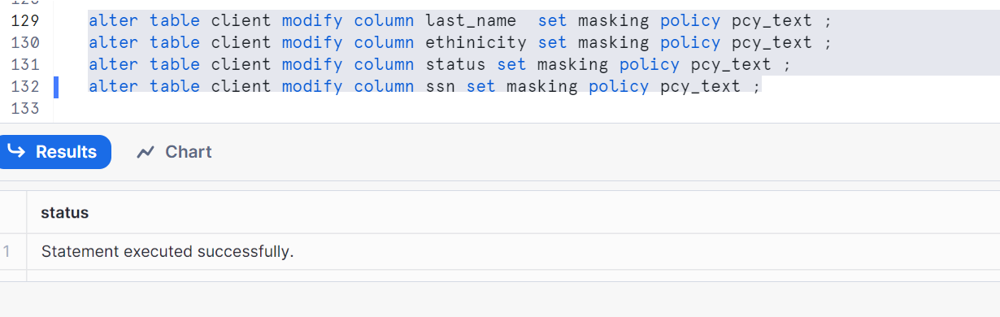 129 alter table client modify column last_name  set masking policy pcy_text ;
130 alter table client modify column ethinicity set masking policy pcy_text ;
131 alter table client modify column status set masking policy pcy_text ;
132 alter table client modify column ssn set masking policy pcy_text ;
133
Results Chart
status
1 Statement executed successfully.